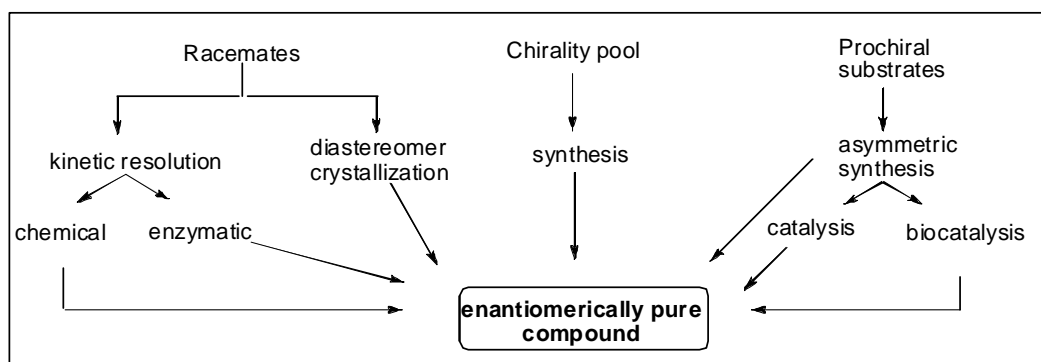 Racemates
Chirality pool
Prochiral
substrates
kinetic resolution
diastereomer
crystallization
synthesis
asymmetric
synthesis
chemical
enzymatic
catalysis
biocatalysis
enantiomerically pure
compound